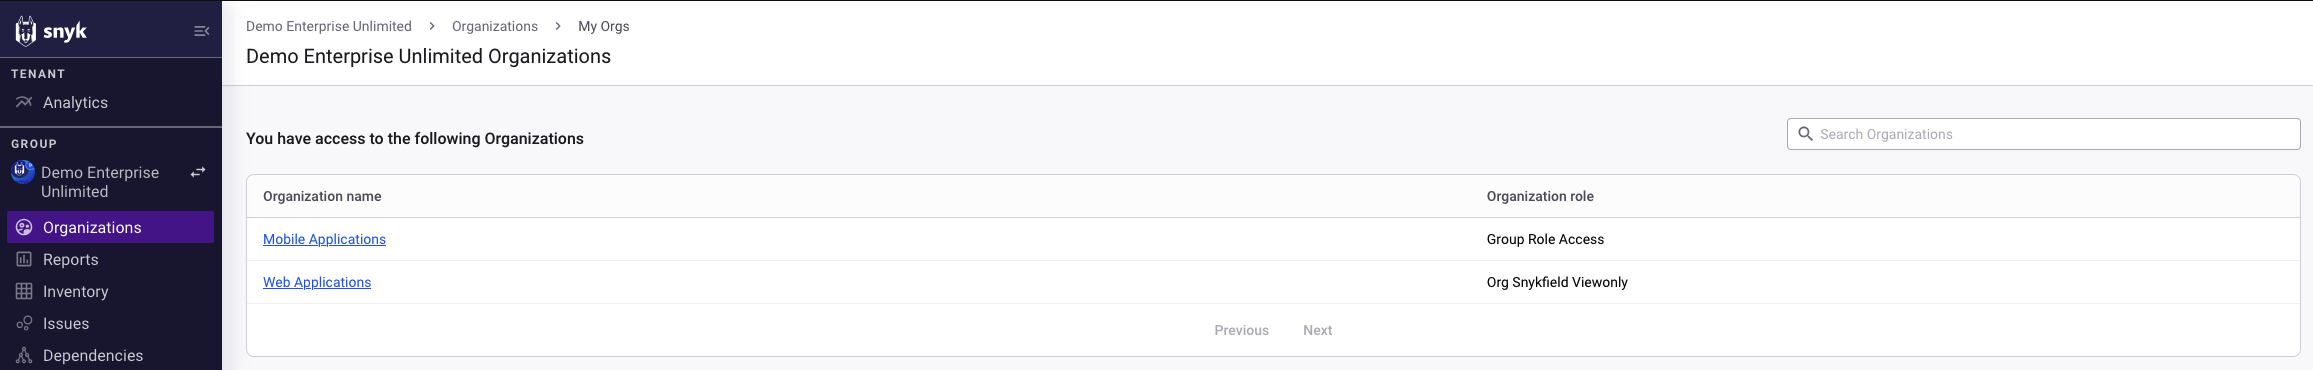 snyk
TENANT
Analytics
GROUP
Demo Enterprise
Unlimited
Organizations
Reports
Inventory
Issues
Dependencies
Demo Enterprise Unlimited > Organizations > My Orgs
Demo Enterprise Unlimited Organizations
You have access to the following Organizations
Search Organizations
Organization name Organization role
Mobile Applications Group Role Access
Web Applications Org Snykfield Viewonly
Previous Next